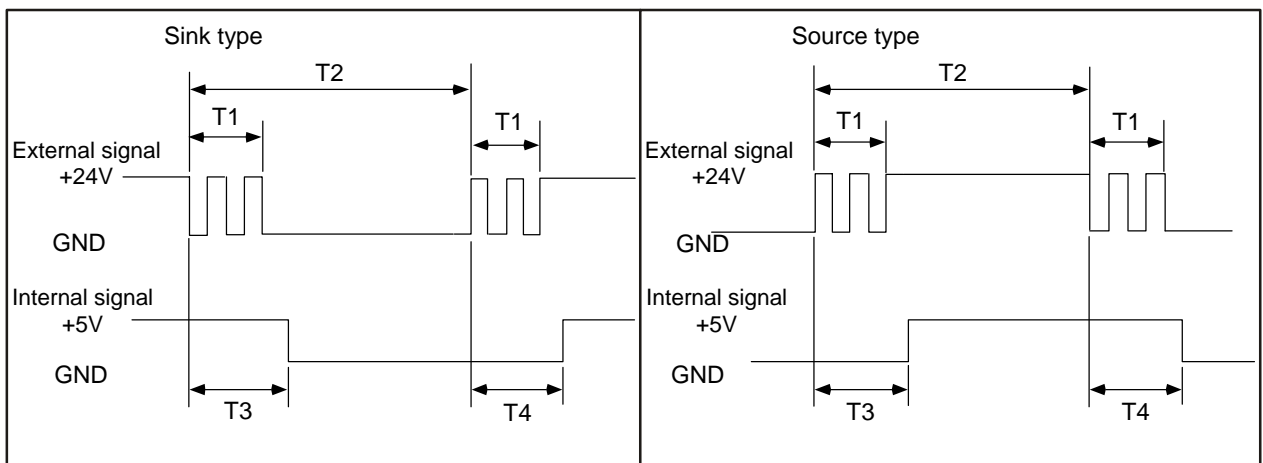 Sink type
T2
T1
T1
External signal
+24V
GND
Internal signal
+5V
GND
T3
T4
Source type
T2
T1
T1
External signal
+24V
GND
Internal signal
+5V
GND
T3
T4